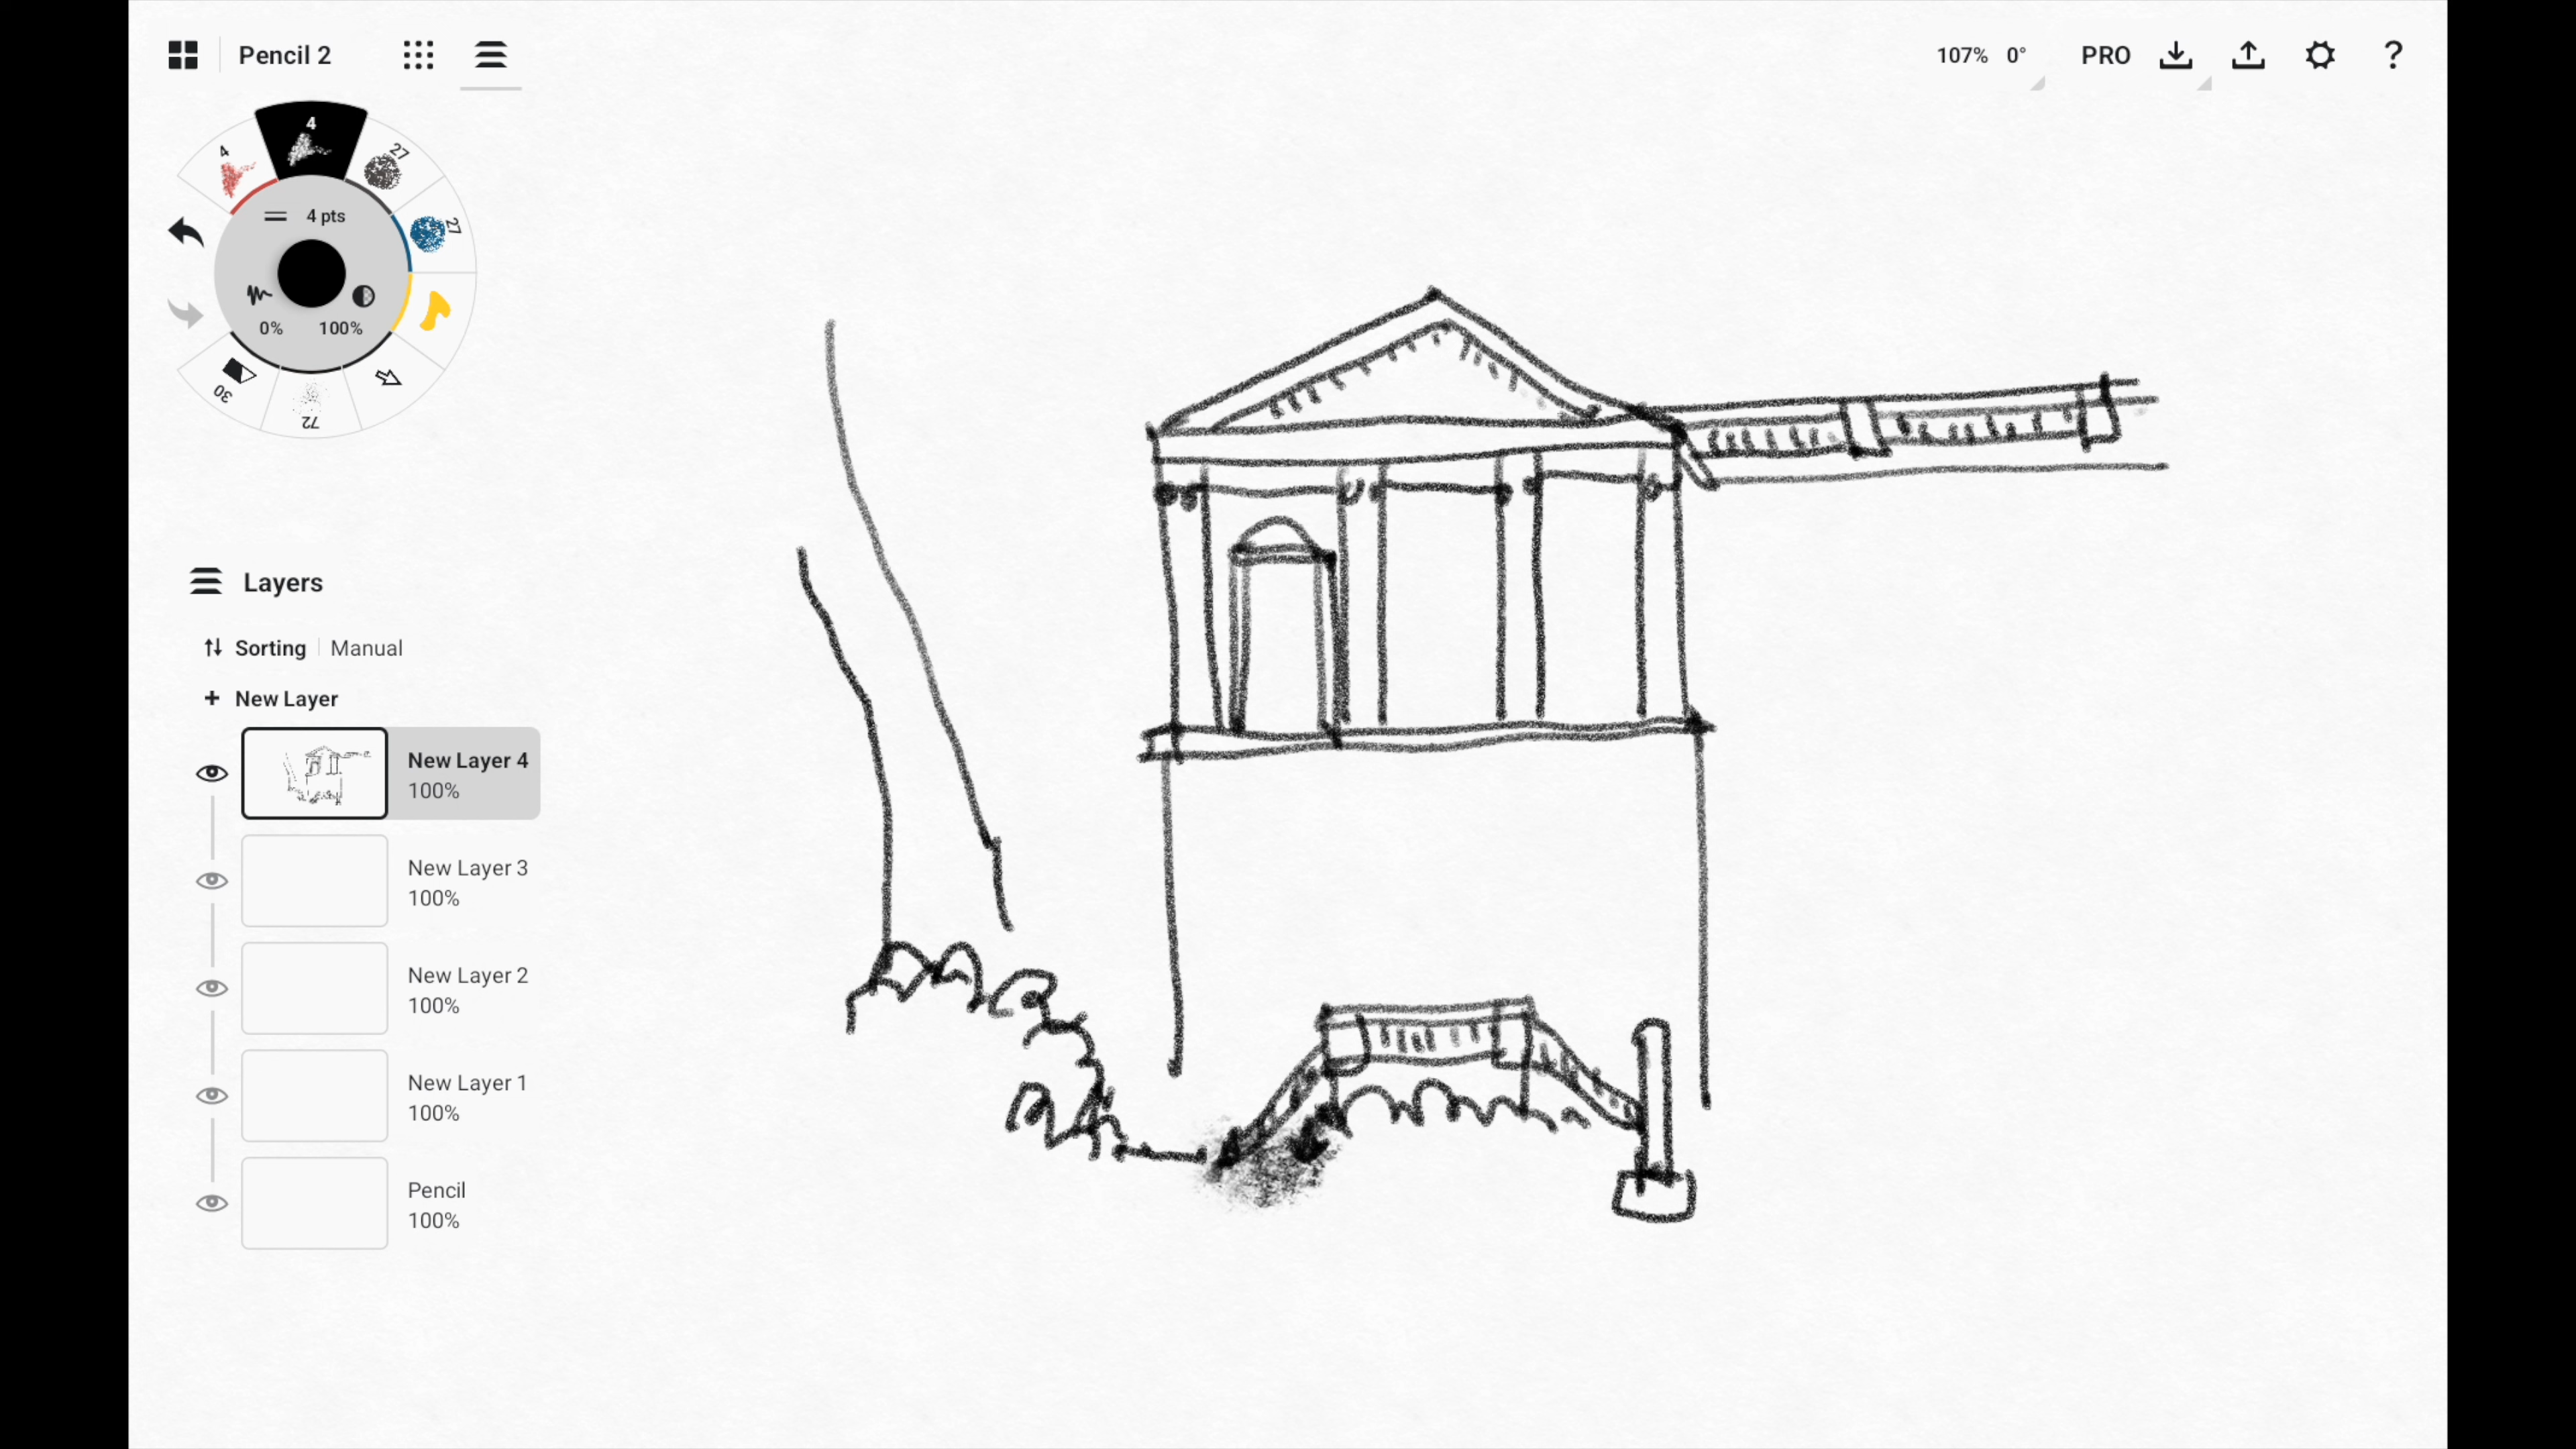 Pencil 2
107% 0° PRO ?
4
4
27
27
4 pts
0% 100%
30
72
Layers
Sorting Manual
+ New Layer
New Layer 4
100%
New Layer 3
100%
New Layer 2
100%
New Layer 1
100%
Pencil
100%